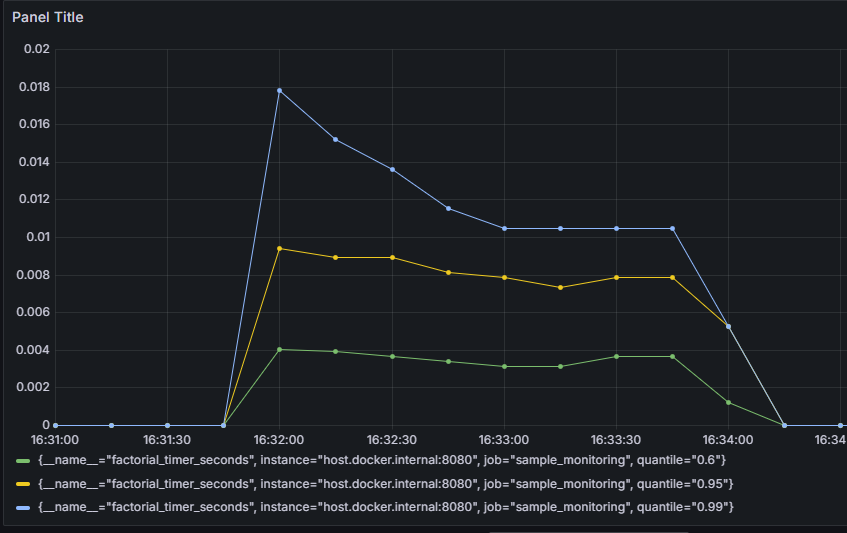 Panel Title
0.02
0.018
0.016
0.014
0.012
0.01
0.008
0.006
0.004
0.002
0
16:31:00 16:31:30 16:32:00 16:32:30 16:33:00 16:33:30 16:34:00 16:34
{__name__="factorial_timer_seconds", instance="host.docker.internal:8080", job="sample_monitoring", quantile="0.6"}
{__name__="factorial_timer_seconds", instance="host.docker.internal:8080", job="sample_monitoring", quantile="0.95"}
{__name__="factorial_timer_seconds", instance="host.docker.internal:8080", job="sample_monitoring", quantile="0.99"}